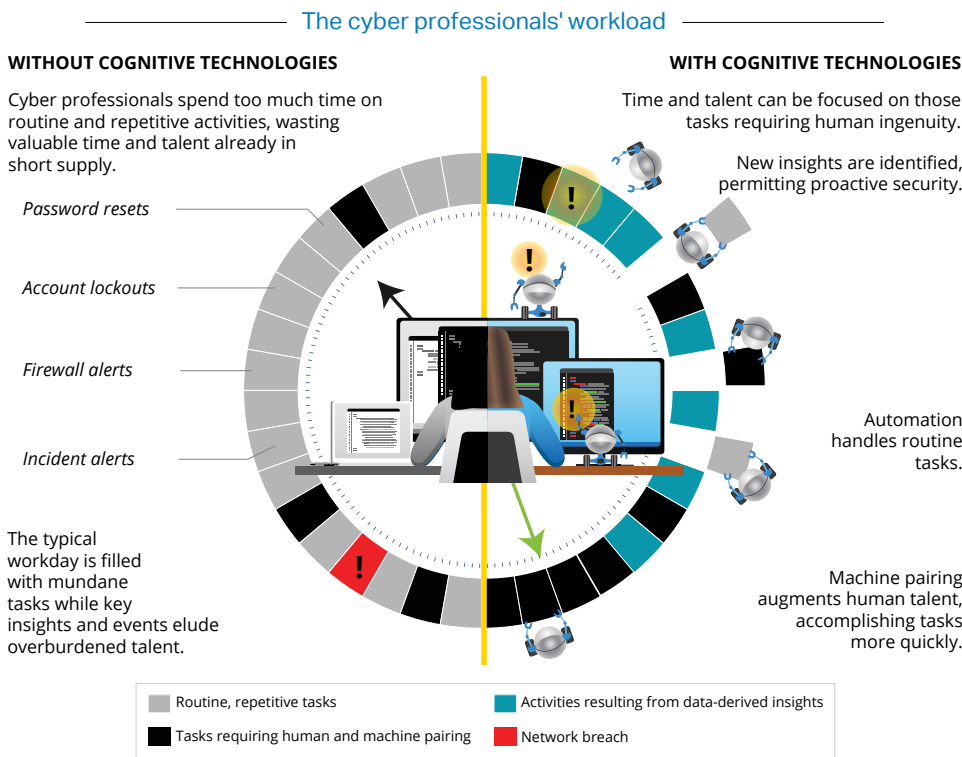 The cyber professionals' workload
WITHOUT COGNITIVE TECHNOLOGIES
Cyber professionals spend too much time on
routine and repetitive activities, wasting
valuable time and talent already in
short supply.
Password resets
Account lockouts
Firewall alerts
Incident alerts
The typical
workday is filled
with mundane
tasks while key
insights and events elude
overburdened talent.
!
WITH COGNITIVE TECHNOLOGIES
Time and talent can be focused on those
tasks requiring human ingenuity.
New insights are identified,
permitting proactive security.
!
!
!
Automation
handles routine
tasks.
Machine pairing
augments human talent,
accomplishing tasks
more quickly.
Routine, repetitive tasks
Activities resulting from data-derived insights
Tasks requiring human and machine pairing
Network breach